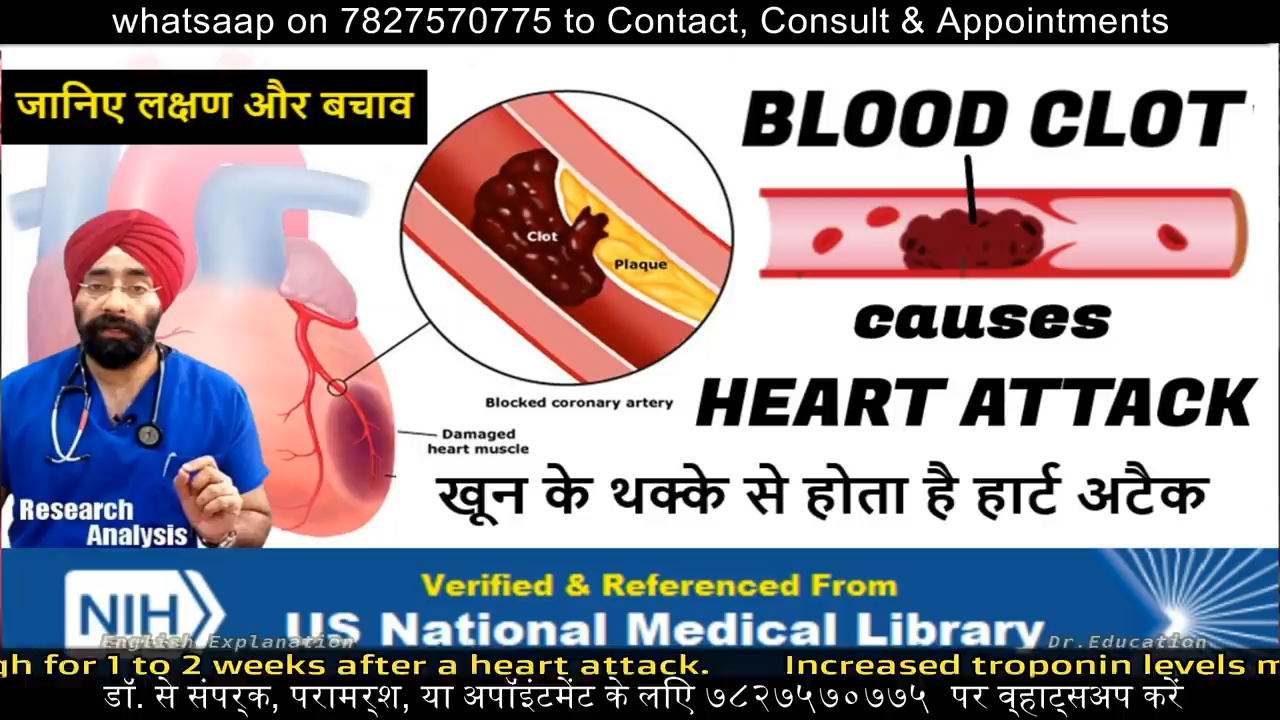 whatsaap on 7827570775 to Contact, Consult & Appointments
जानिए लक्षण और बचाव
BLOOD CLOT
Clot
Plaque
causes
Blocked coronary artery
HEART ATTACK
Damaged
heart muscle
खून के थक्के से होता है हार्ट अटैक
Research
Analysis
Verified & Referenced From
NIH
US National Medical Library
English Explanation
Dr.Education
for 1 to 2 weeks after a heart attack. Increased troponin levels
डॉ. से संपर्क, परामर्श, या अपॉइंटमेंट के लिए ७८२७५७०७७५ पर व्हाट्सअप करें